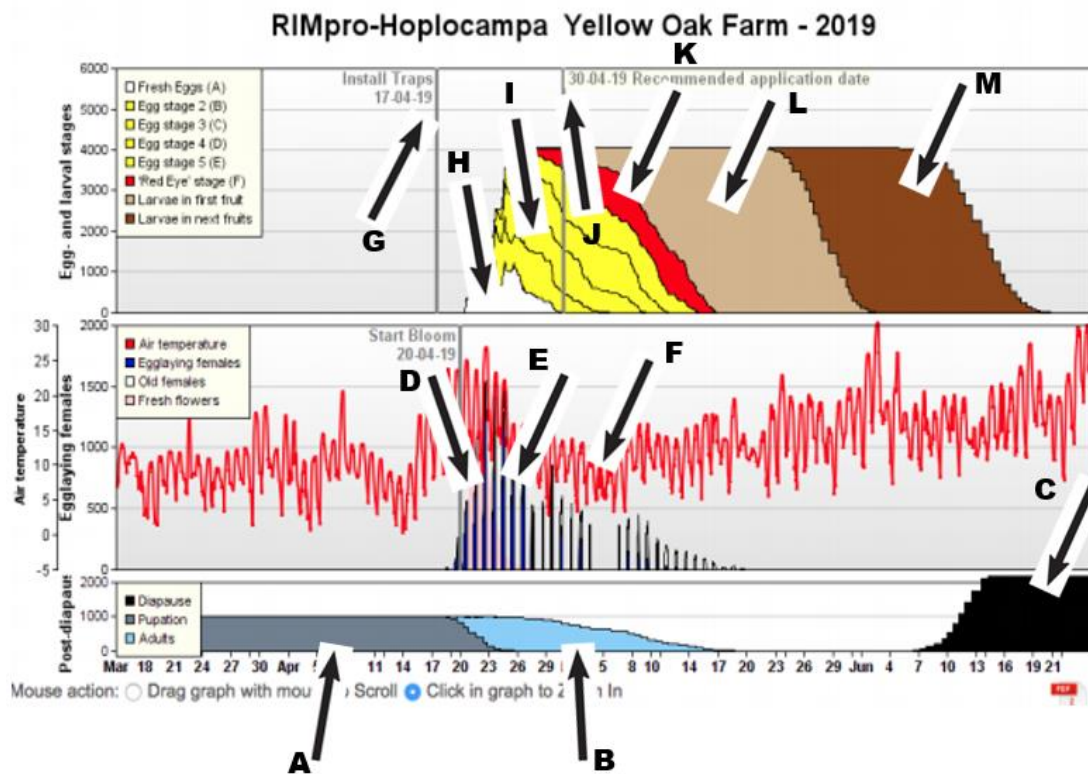 RIMpro-Hoplocampa Yellow Oak Farm - 2019
K
6000
5000
4000
3000
2000
1000
0
Egg- and larval stages
Fresh Eggs (A)
Egg stage 2 (B)
Egg stage 3 (C)
Egg stage 4 (D)
Egg stage 5 (E)
'Red Eye' stage (F)
Larvae in first fruit
Larvae in next fruits
Install Traps
17-04-19
30-04-19 Recommended application date
I
L
M
H
G
J
30
25
20
15
10
5
0
-5
Air temperature
2000
1500
1000
500
0
Egglaying females
Air temperature
Egglaying females
Old females
Fresh flowers
Start Bloom
20-04-19
D
E
F
C
2000
1000
0
Post-diapaus
Diapause
Pupation
Adults
Mar 18 21 24 27 30 Apr 11 14 17 20 23 26 29 5 8 10 14 17 20 23 26 29 Jun 4 7 10 13 16 19 21
Mouse action: Drag graph with mou Scroll Click in graph to In
PDF
A
B